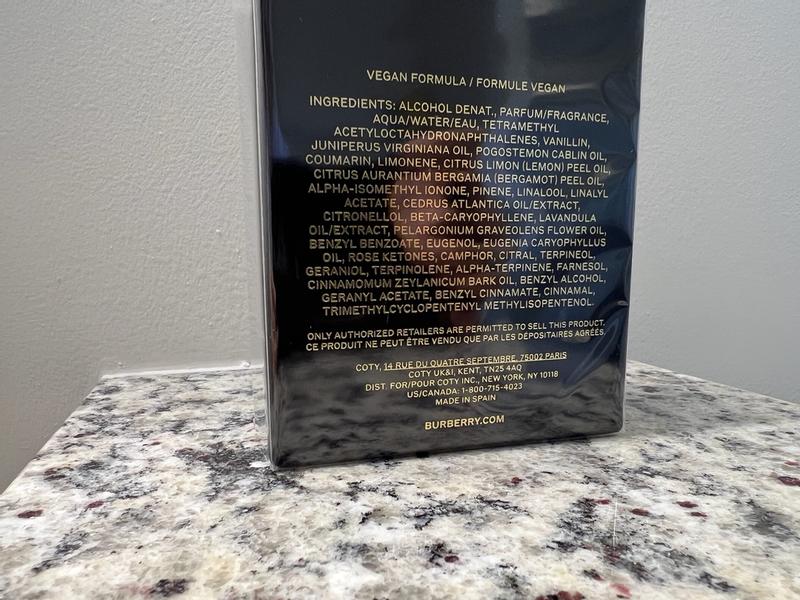 VEGAN FORMULA / FORMULE VEGAN
INGREDIENTS: ALCOHOL DENAT., PARFUM/FRAGRANCE,
AQUA/WATER/EAU, TETRAMETHYL
ACETYLOCTAHYDRONAPHTHALENES, VANILLIN,
JUNIPERUS VIRGINIANA OIL, POGOSTEMON CABLIN OIL,
COUMARIN, LIMONENE, CITRUS LIMON (LEMON) PEEL OIL,
CITRUS AURANTIUM BERGAMIA (BERGAMOT) PEEL OIL,
ALPHA-ISOMETHYL IONONE, PINENE, LINALOOL, LINALYL
ACETATE, CEDRUS ATLANTICA OIL/EXTRACT,
CITRONELLOL, BETA-CARYOPHYLLENE, LAVANDULA
OIL/EXTRACT, PELARGONIUM GRAVEOLENS FLOWER OIL,
BENZYL BENZOATE, EUGENOL, EUGENIA CARYOPHYLLUS
OIL, ROSE KETONES, CAMPHOR, CITRAL, TERPINEOL,
GERANIOL, TERPINOLENE, ALPHA-TERPINENE, FARNESOL,
CINNAMOMUM ZEYLANICUM BARK OIL, BENZYL ALCOHOL,
GERANYL ACETATE, BENZYL CINNAMATE, CINNAMAL,
TRIMETHYLCYCLOPENTENYL METHYLISOPENTENOL.
ONLY AUTHORIZED RETAILERS ARE PERMITTED TO SELL THIS PRODUCT.
CE PRODUIT NE PEUT ÊTRE VENDU QUE PAR LES DÉPOSITAIRES AGRÉÉS.
COTY, 14 RUE DU QUATRE SEPTEMBRE, 75002 PARIS
COTY UK&I, KENT, TN25 4AQ
DIST. FOR/POUR COTY INC., NEW YORK, NY 10118
US/CANADA: 1-800-715-4023
MADE IN SPAIN
BURBERRY.COM